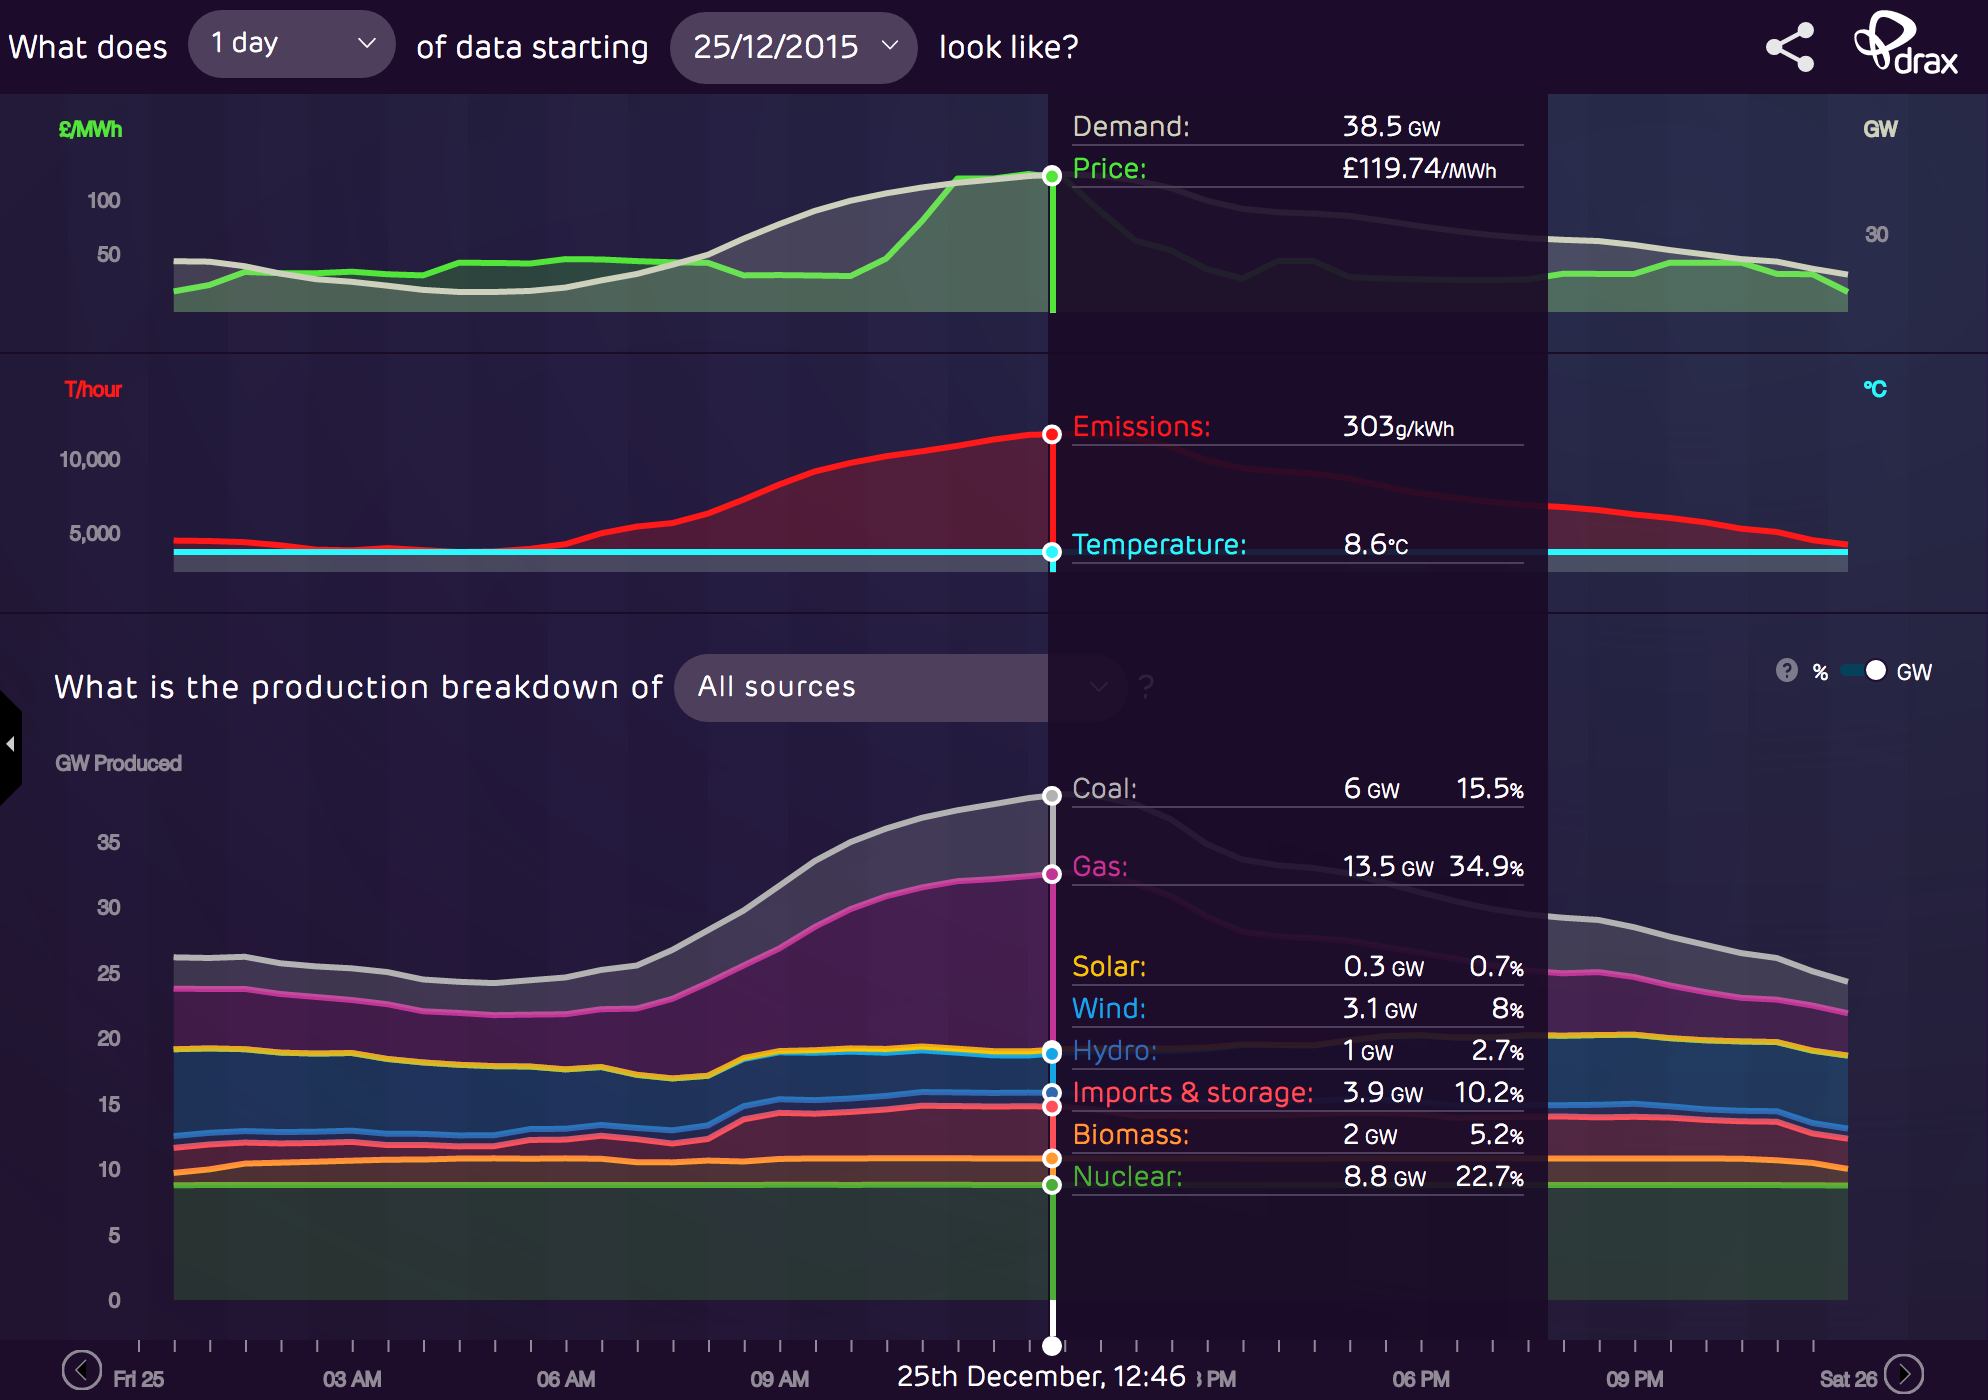 What does 1 day of data starting 25/12/2015 look like?
drax
£/MWh
GW
Demand: 38.5 GW
Price: £119.74/MWh
100
50
30
T/hour
°C
Emissions: 303g/kWh
10,000
5,000
Temperature: 8.6°C
What is the production breakdown of All sources ?
? % GW
GW Produced
Coal: 6 GW 15.5%
35
Gas: 13.5 GW 34.9%
30
25
Solar: 0.3 GW 0.7%
Wind: 3.1 GW 8%
20
Hydro: 1 GW 2.7%
Imports & storage: 3.9 GW 10.2%
15
Biomass: 2 GW 5.2%
10
Nuclear: 8.8 GW 22.7%
5
0
Fri 25 03 AM 06 AM 09 AM 25th December, 12:46 PM 06 PM 09 PM Sat 26